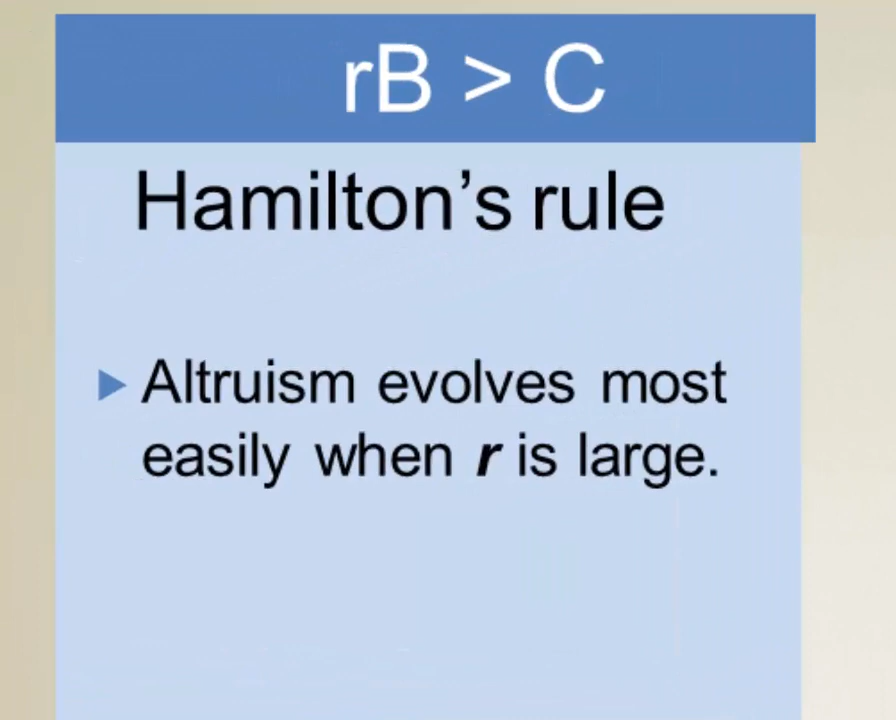 rB > C
Hamilton’s rule
Altruism evolves most
easily when r is large.